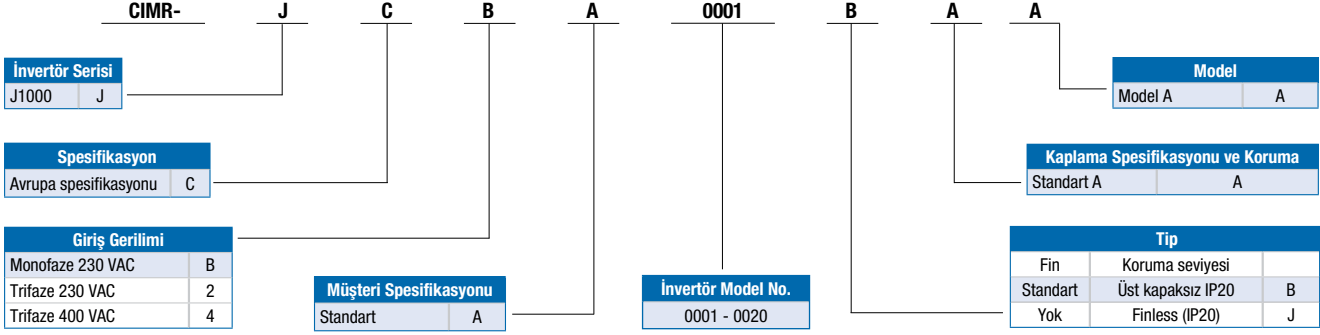 CIMR- J C B A 0001 B A A
İnvertör Serisi
J1000 J
Spesifikasyon
Avrupa spesifikasyonu C
Giriş Gerilimi
Monofaze 230 VAC B
Trifaze 230 VAC 2
Trifaze 400 VAC 4
Müşteri Spesifikasyonu
Standart A
İnvertör Model No.
0001 - 0020
Model
Model A A
Kaplama Spesifikasyonu ve Koruma
Standart A A
Tip
Fin Koruma seviyesi
Standart Üst kapaksız IP20 B
Yok Finless (IP20) J